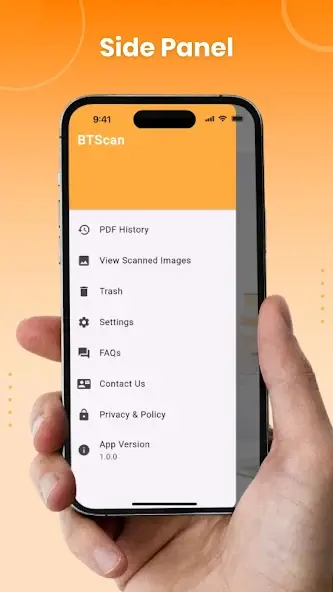 Side Panel
9:41
BTScan
PDF History
View Scanned Images
Trash
Settings
FAQs
Contact Us
Privacy & Policy
App Version
1.0.0